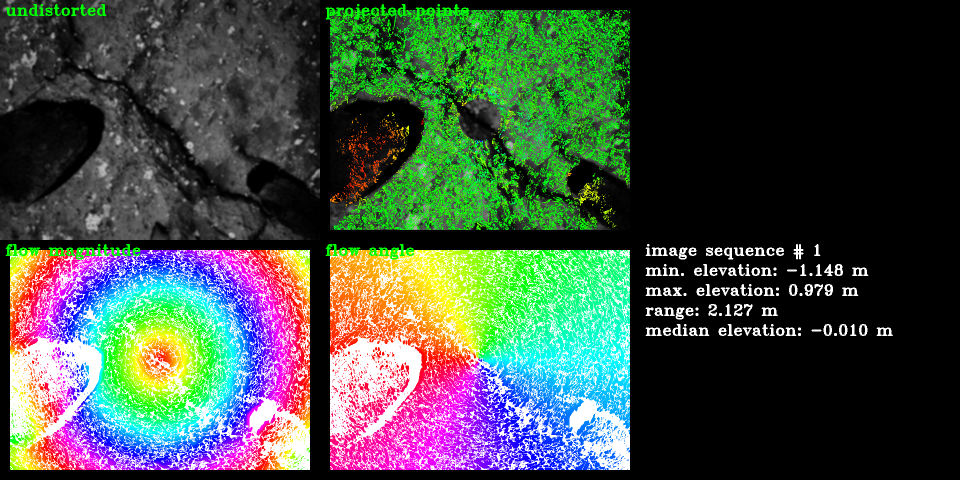 undistorted
projected points
flow magnitude
flow angle
image sequence # 1
min. elevation: −1.148 m
max. elevation: 0.979 m
range: 2.127 m
median elevation: −0.010 m